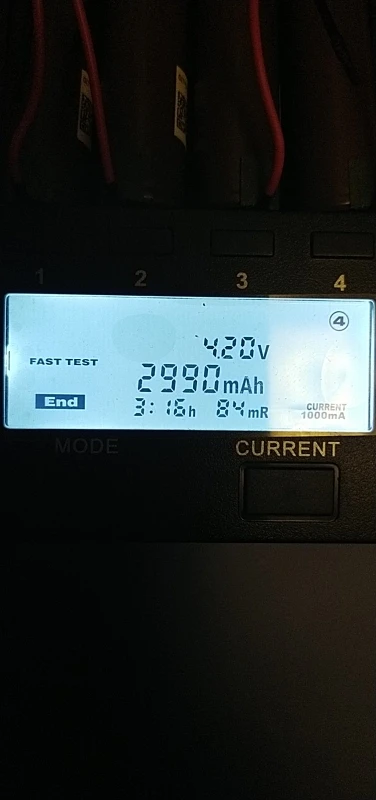 1 2 3 4
④
4.20V
FAST TEST
2990mAh
End
3:16h 84mR
CURRENT
1000mA
MODE CURRENT